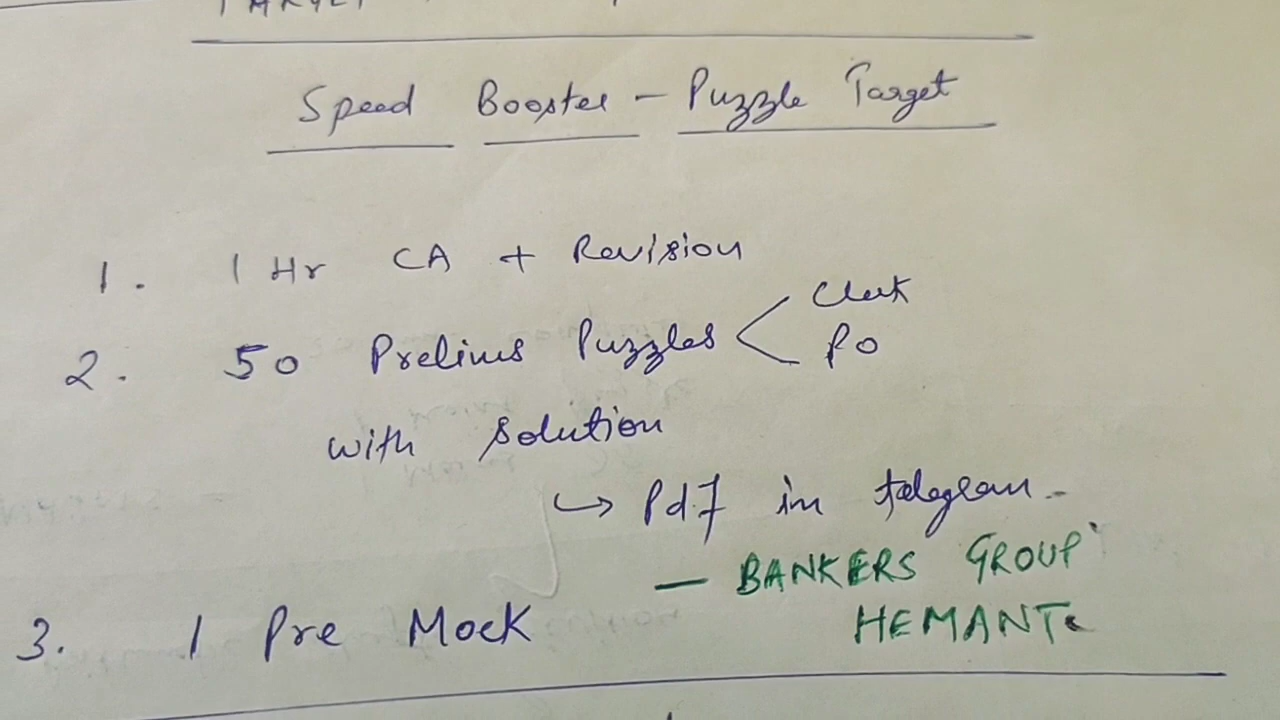 TARGET
Speed Booster - Puzzle Target
1. 1 Hr CA + Revision
2. 50 Prelims Puzzles < Clerk
PO
with solution
↪ Pdf in telegram.
— BANKERS GROUP
HEMANT
3. 1 Pre Mock